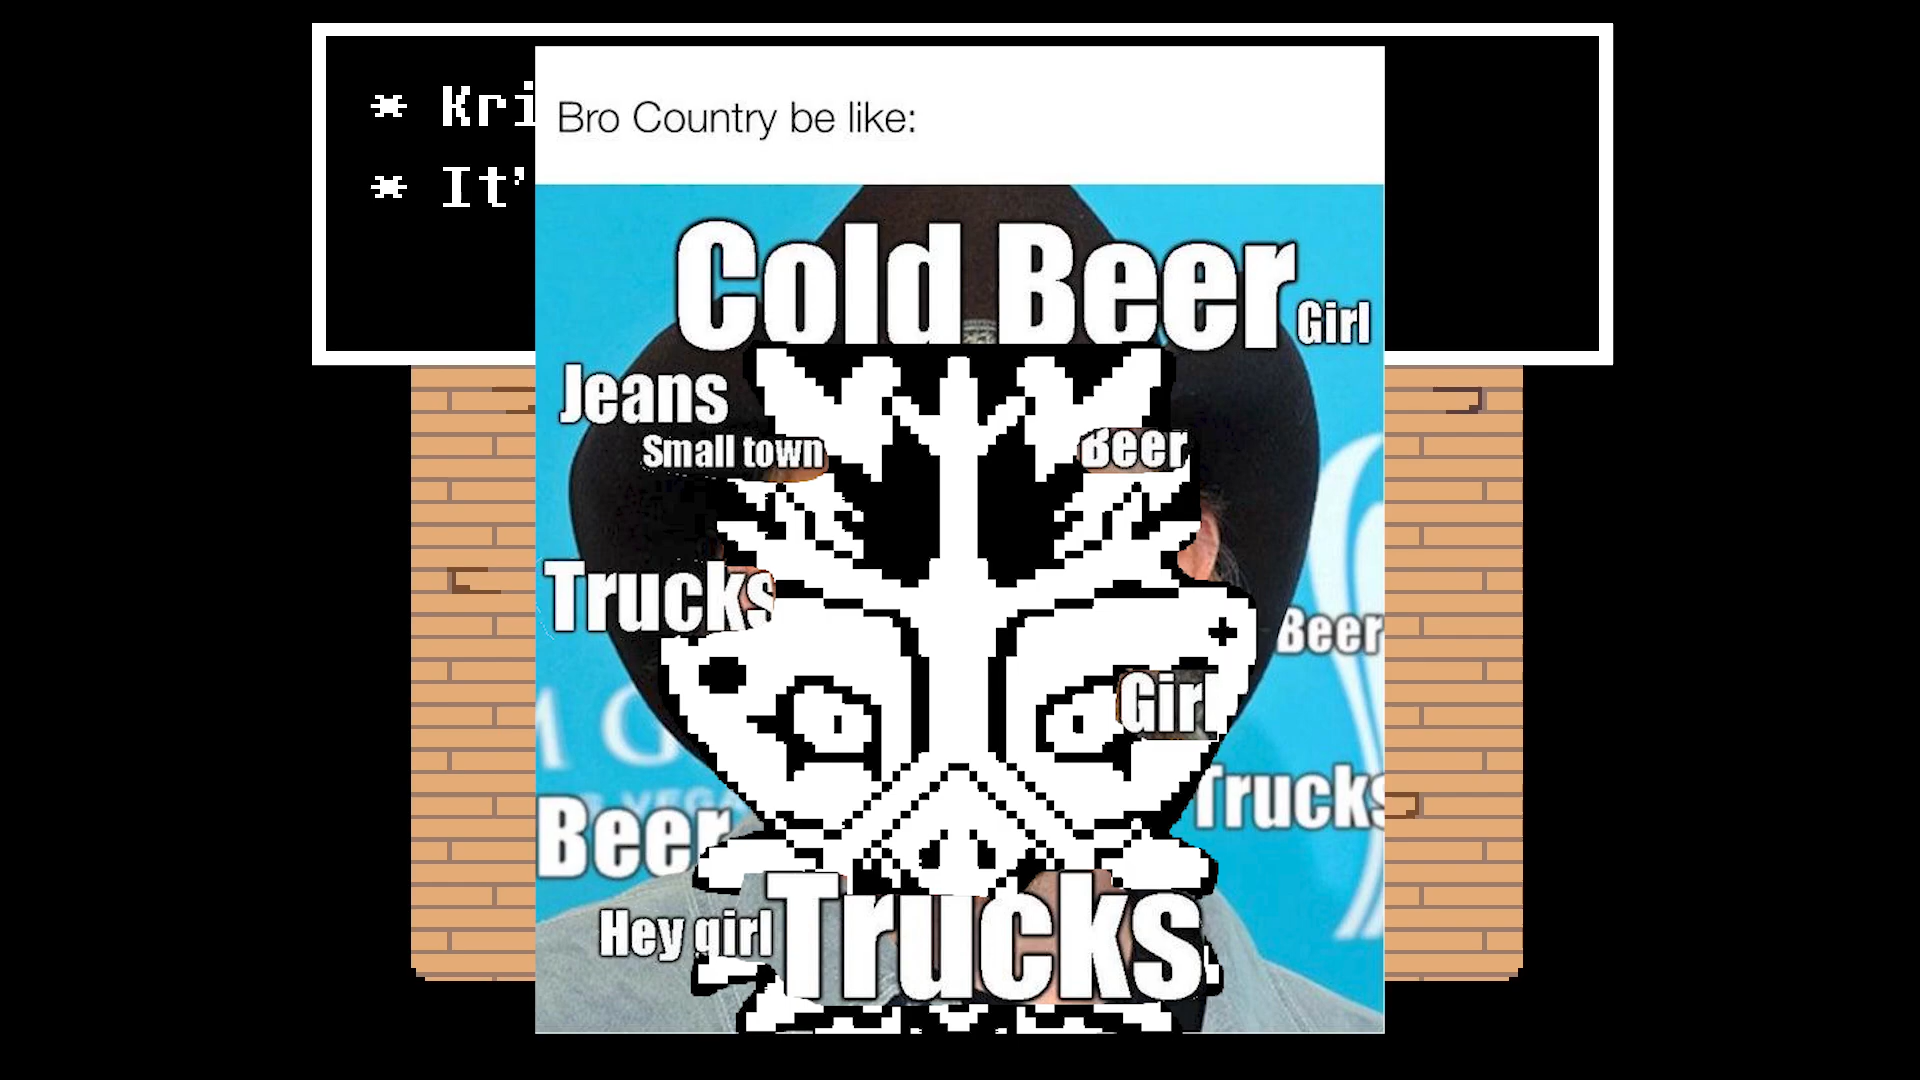 * Kri
* It'
Bro Country be like:
Cold Beer
Girl
Jeans
Small town
Beer
Trucks
Beer
Girl
Trucks
Beer
Hey girl
Trucks